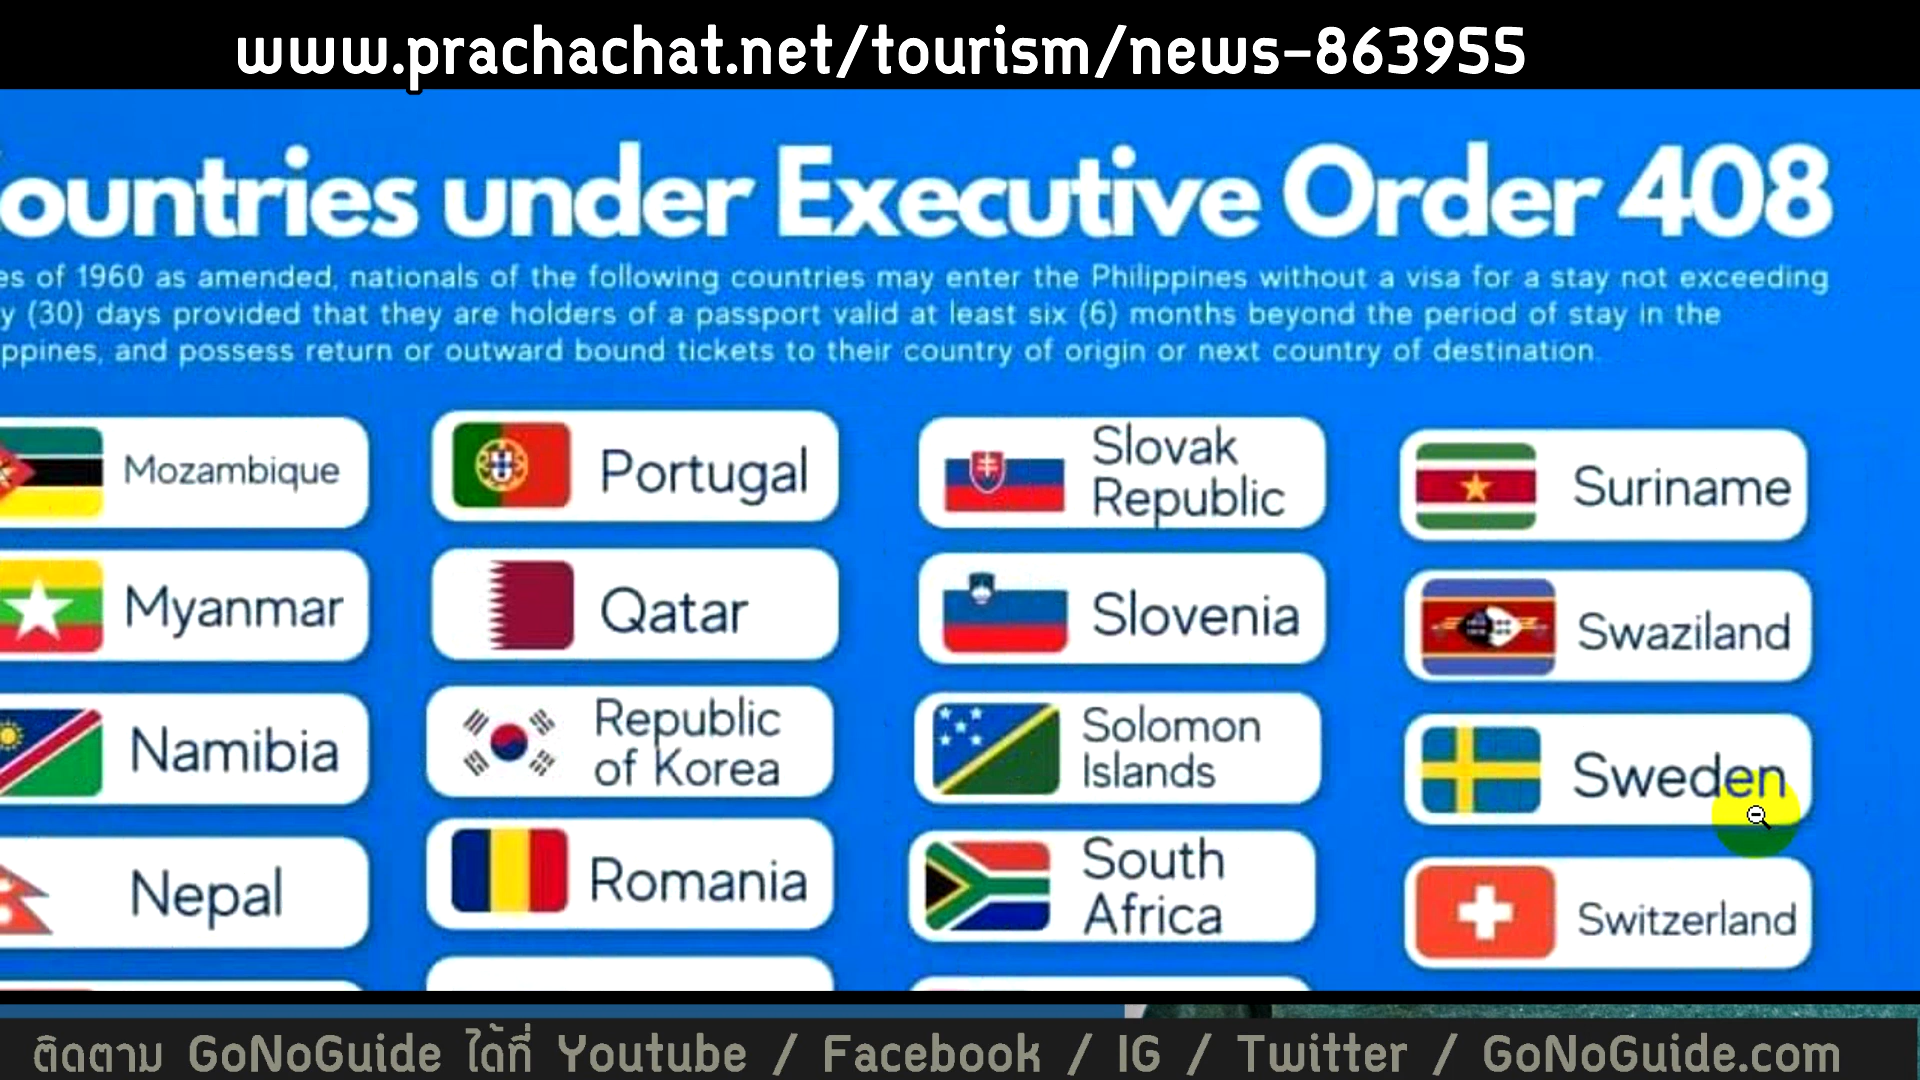 www.prachachat.net/tourism/news-863955
ountries under Executive Order 408
es of 1960 as amended, nationals of the following countries may enter the Philippines without a visa for a stay not exceeding
y (30) days provided that they are holders of a passport valid at least six (6) months beyond the period of stay in the
ppines, and possess return or outward bound tickets to their country of origin or next country of destination.
Mozambique
Myanmar
Namibia
Nepal
Portugal
Qatar
Republic
of Korea
Romania
Slovak
Republic
Slovenia
Solomon
Islands
South
Africa
Suriname
Swaziland
Sweden
Switzerland
ติดตาม GoNoGuide ได้ที่ Youtube / Facebook / IG / Twitter / GoNoGuide.com